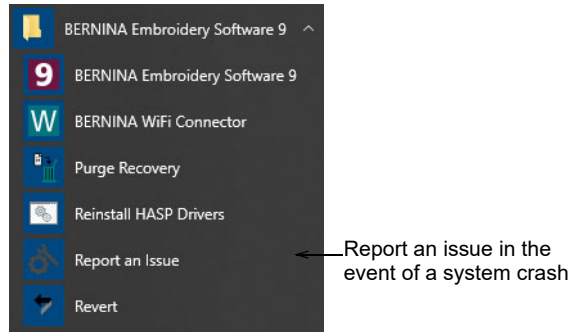 BERNINA Embroidery Software 9
9 BERNINA Embroidery Software 9
W BERNINA WiFi Connector
Purge Recovery
Reinstall HASP Drivers
Report an Issue
Report an issue in the
event of a system crash
Revert